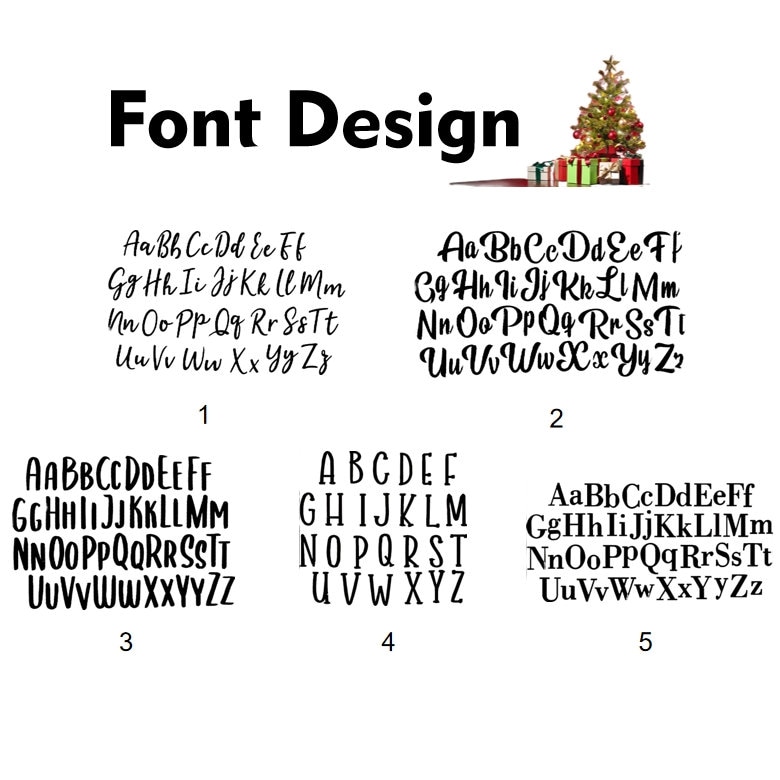 Font Design
AaBbCcDdEeFf
GgHhIiJjKkLlMm
NnOoPpQqRrSsTt
UuVvWwXxYyZz
1
AaBbCcDdEeFf
GgHhIiJjKkLlMm
NnOoPpQqRrSsTt
UuVvWwXxYyZz
2
AABBCCDDEEFF
GGHHIIJJKKLLMM
NNOOPPQQRRSSTT
UUVVWWXXYYZZ
3
A B C D E F
G H I J K L M
N O P Q R S T
U V W X Y Z
4
AaBbCcDdEeFf
GgHhIiJjKkLlMm
NnOoPpQqRrSsTt
UuVvWwXxYyZz
5